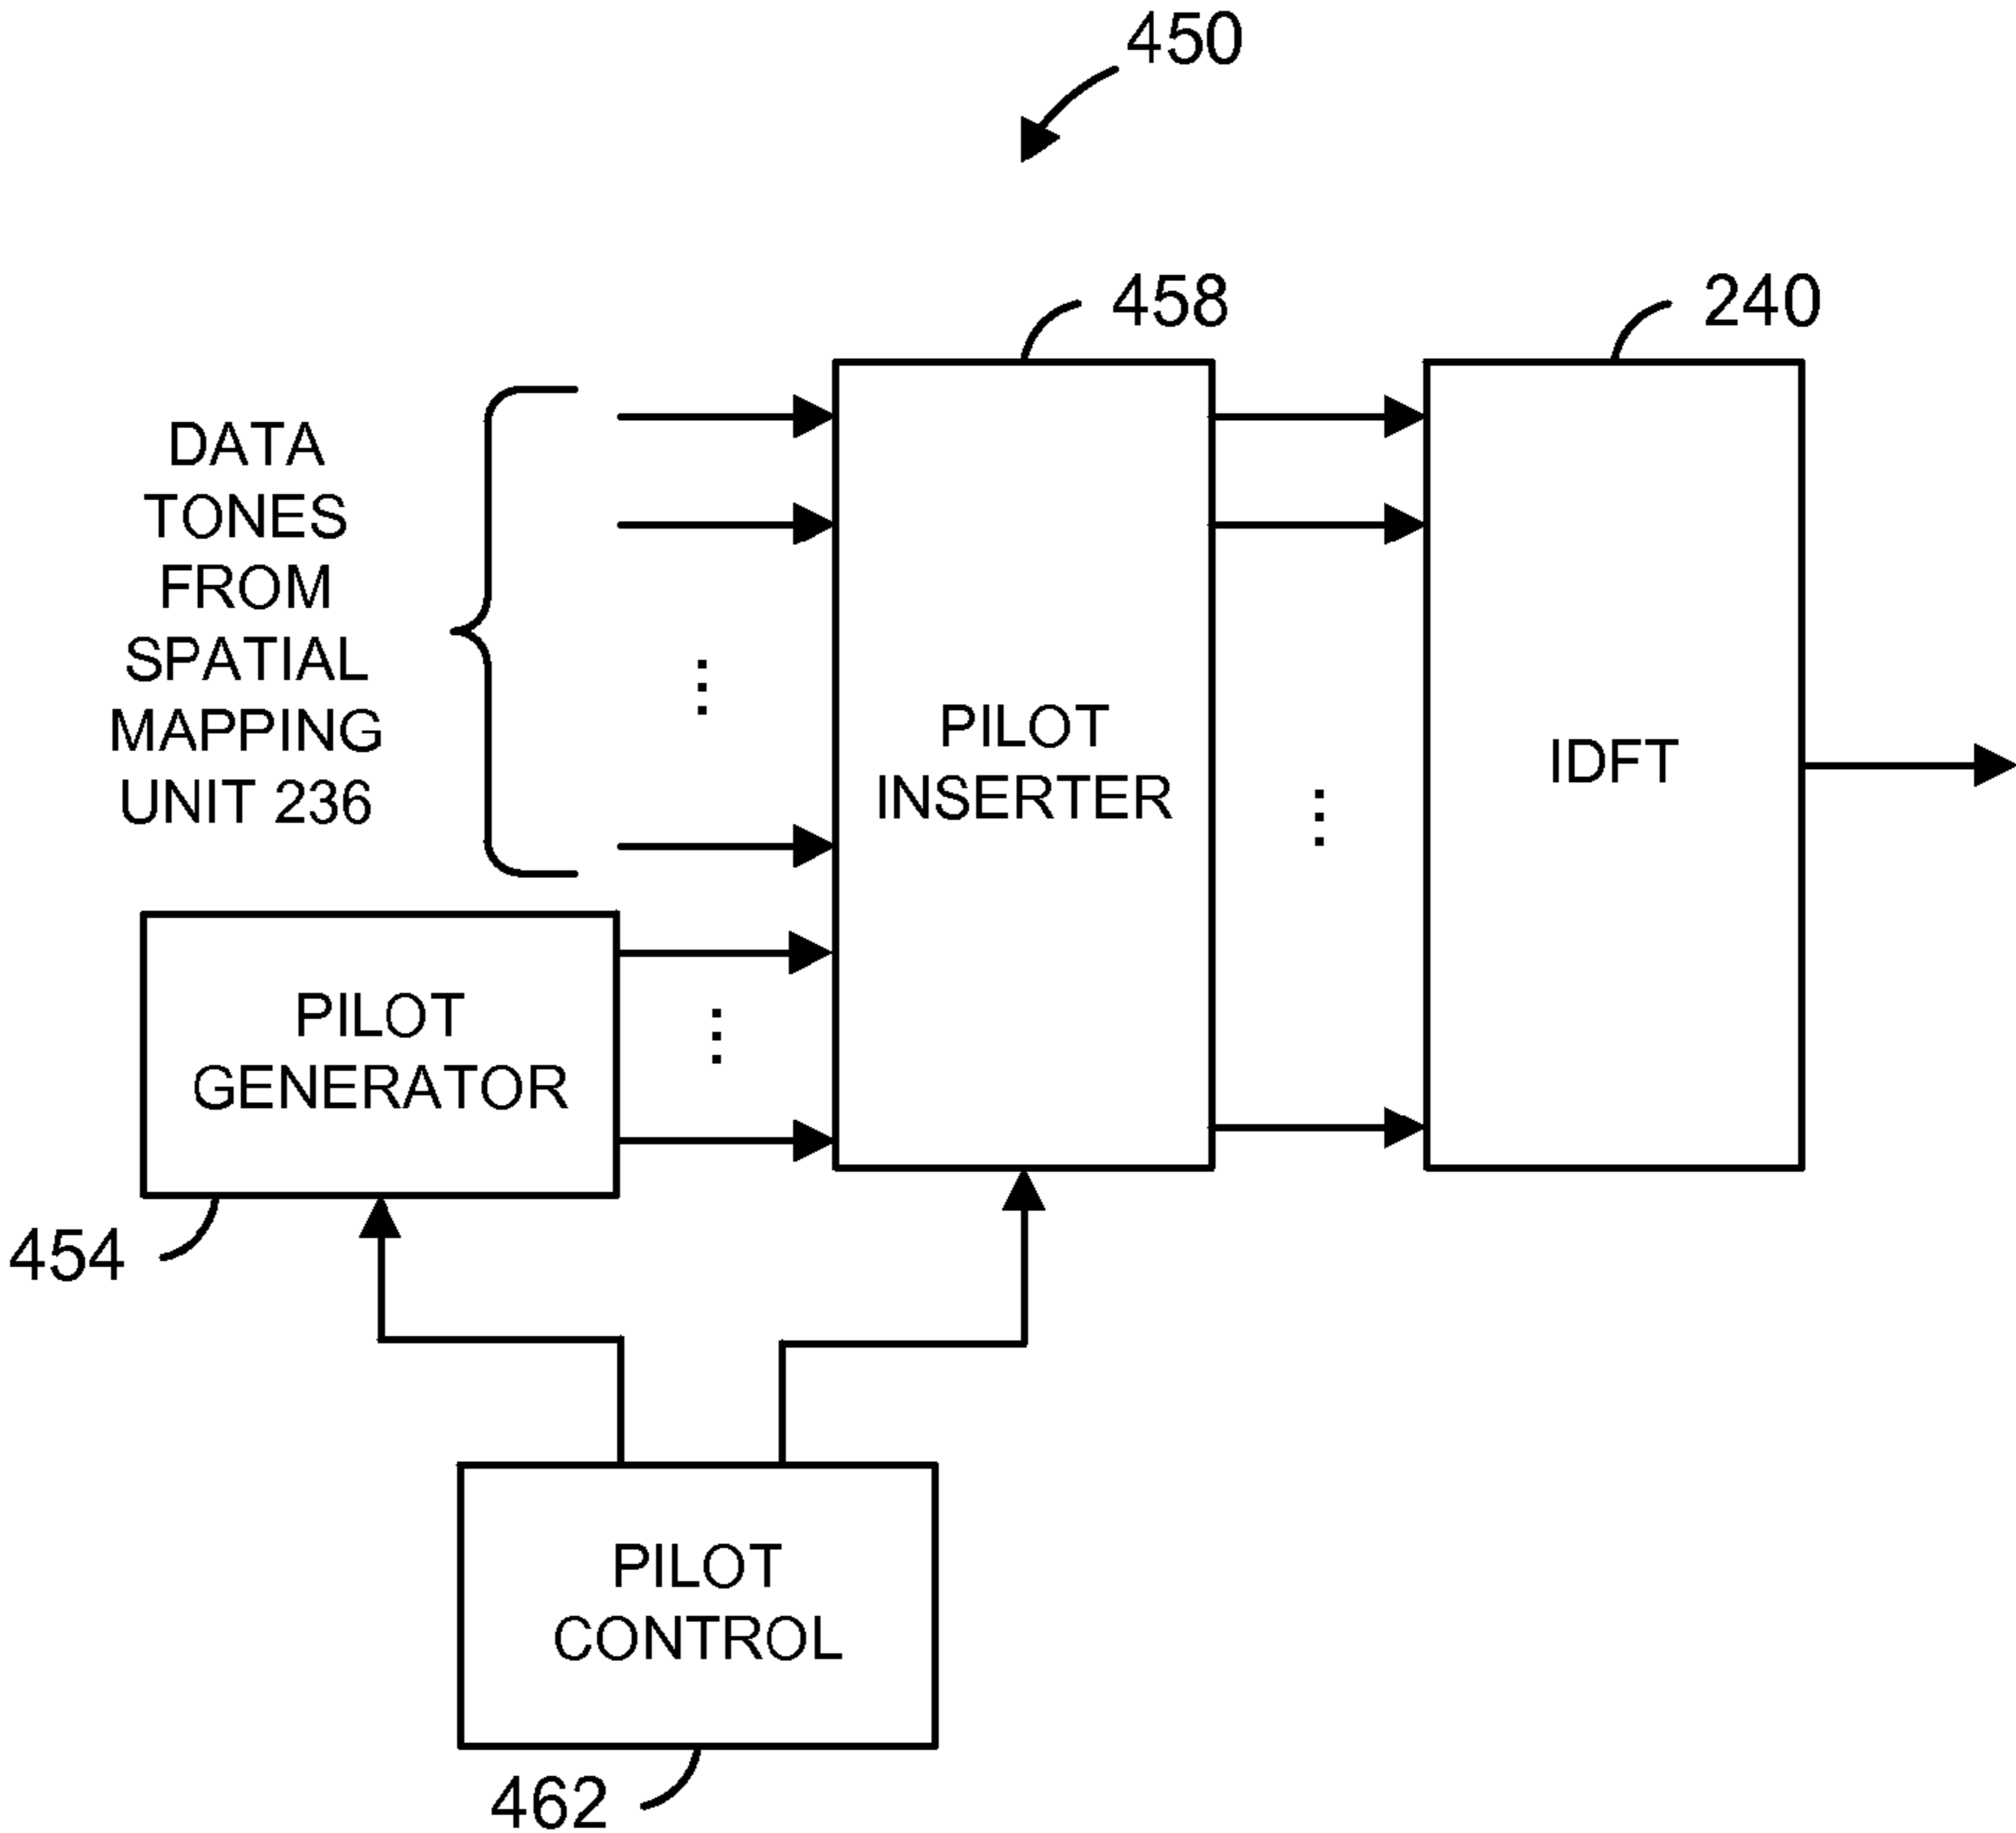 450
458
240
DATA
TONES
FROM
SPATIAL
MAPPING
UNIT 236
PILOT
INSERTER
IDFT
PILOT
GENERATOR
454
PILOT
CONTROL
462